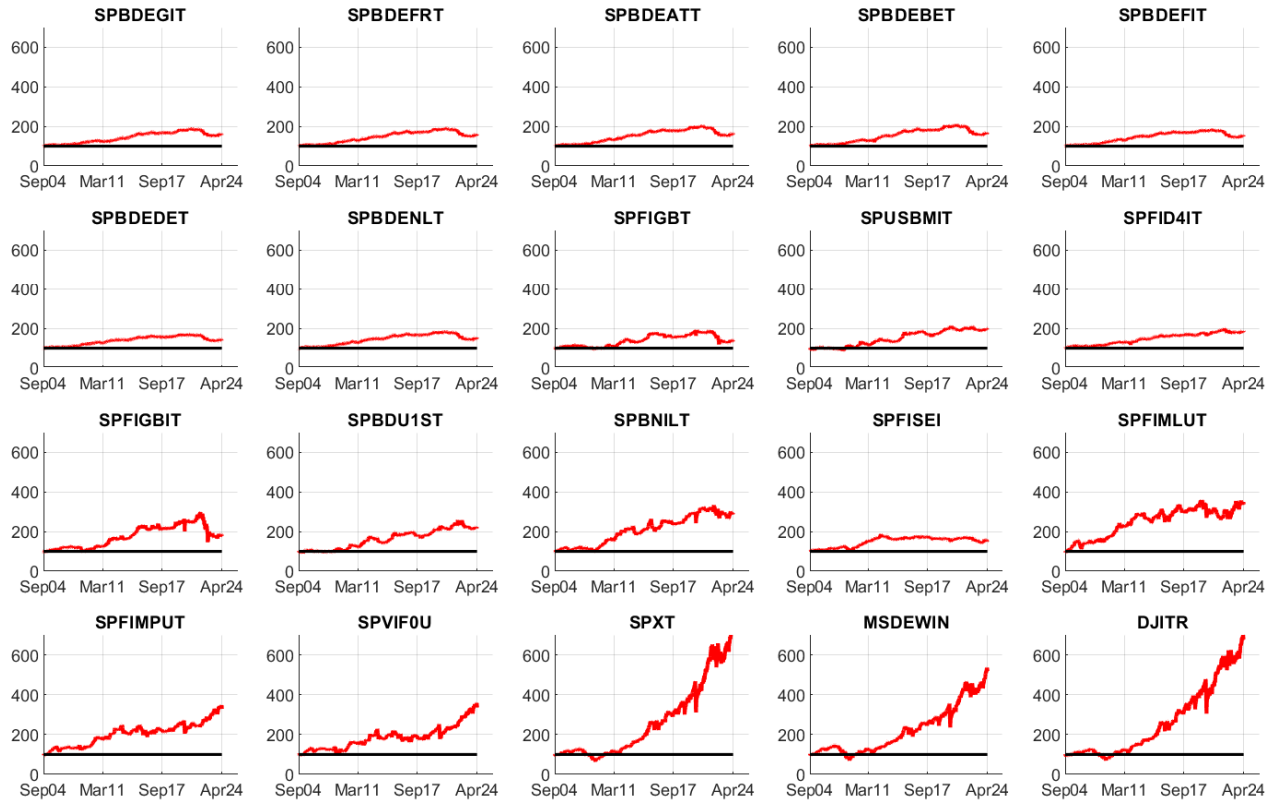 SPBDEGIT SPBDEFRT SPBDEATT SPBDEBET SPBDEFIT
600 600 600 600 600
400 400 400 400 400
200 200 200 200 200
0 0 0 0 0
Sep04 Mar11 Sep17 Apr24 Sep04 Mar11 Sep17 Apr24 Sep04 Mar11 Sep17 Apr24 Sep04 Mar11 Sep17 Apr24 Sep04 Mar11 Sep17 Apr24
SPBDEDET SPBDENLT SPFIGBT SPUSBMIT SPFID4IT
600 600 600 600 600
400 400 400 400 400
200 200 200 200 200
0 0 0 0 0
Sep04 Mar11 Sep17 Apr24 Sep04 Mar11 Sep17 Apr24 Sep04 Mar11 Sep17 Apr24 Sep04 Mar11 Sep17 Apr24 Sep04 Mar11 Sep17 Apr24
SPFIGBIT SPBDU1ST SPBNILT SPFISEI SPFIMLUT
600 600 600 600 600
400 400 400 400 400
200 200 200 200 200
0 0 0 0 0
Sep04 Mar11 Sep17 Apr24 Sep04 Mar11 Sep17 Apr24 Sep04 Mar11 Sep17 Apr24 Sep04 Mar11 Sep17 Apr24 Sep04 Mar11 Sep17 Apr24
SPFIMPUT SPVIF0U SPXT MSDEWIN DJITR
600 600 600 600 600
400 400 400 400 400
200 200 200 200 200
0 0 0 0 0
Sep04 Mar11 Sep17 Apr24 Sep04 Mar11 Sep17 Apr24 Sep04 Mar11 Sep17 Apr24 Sep04 Mar11 Sep17 Apr24 Sep04 Mar11 Sep17 Apr24